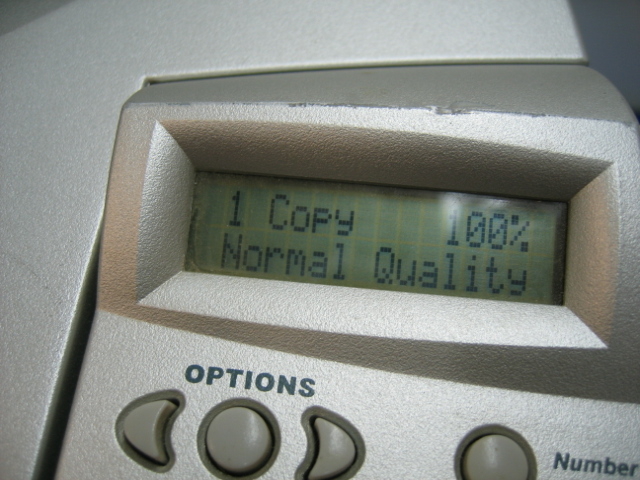 1 Copy 100%
Normal Quality
OPTIONS
Number